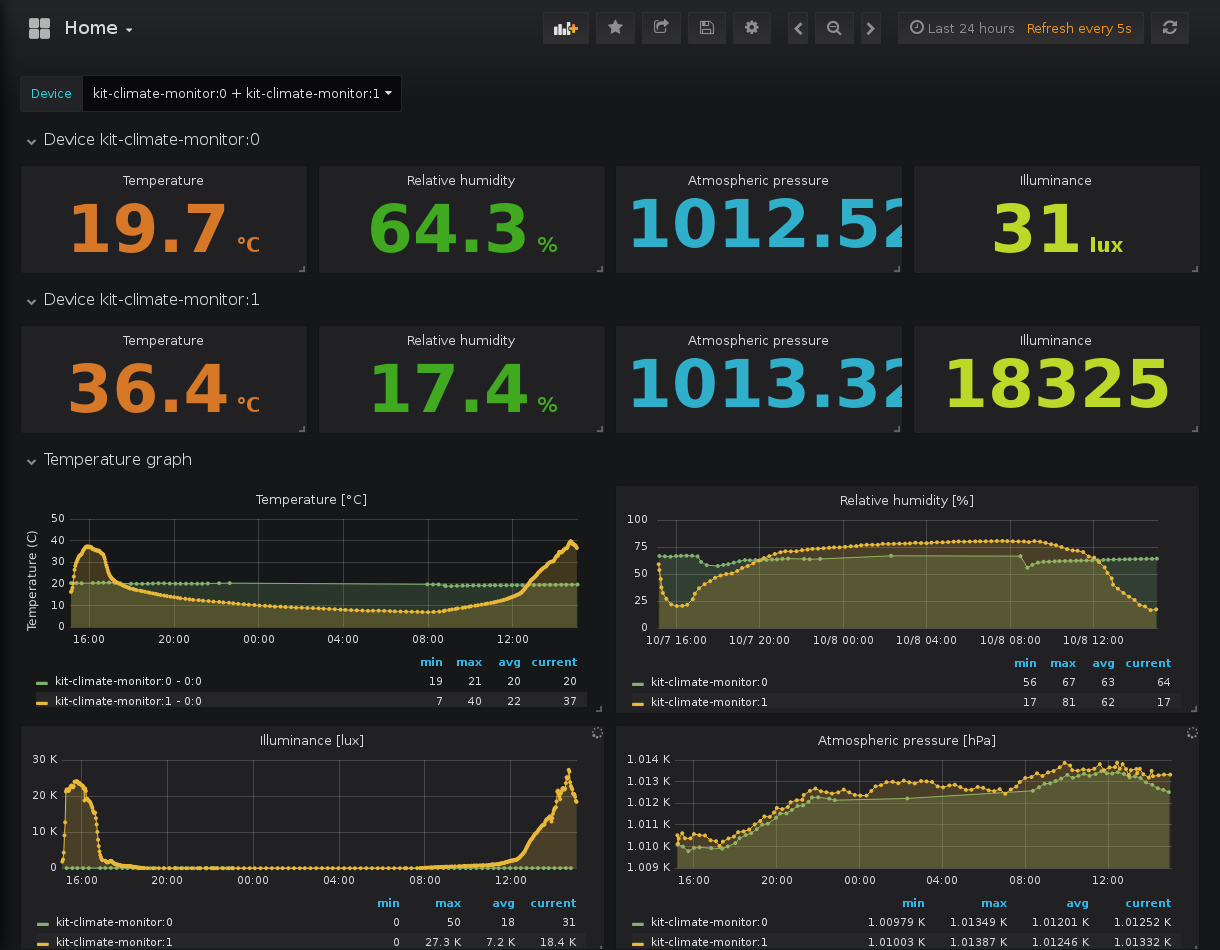 Home
Last 24 hours Refresh every 5s
Device kit-climate-monitor:0 + kit-climate-monitor:1
Device kit-climate-monitor:0
Temperature Relative humidity Atmospheric pressure Illuminance
19.7 °C 64.3 % 1012.52 31 lux
Device kit-climate-monitor:1
Temperature Relative humidity Atmospheric pressure Illuminance
36.4 °C 17.4 % 1013.32 18325
Temperature graph
Temperature [°C]
Temperature (C)
50
40
30
20
10
0
16:00 20:00 00:00 04:00 08:00 12:00
min max avg current
kit-climate-monitor:0 - 0:0 19 21 20 20
kit-climate-monitor:1 - 0:0 7 40 22 37
Relative humidity [%]
100
75
50
25
0
10/7 16:00 10/7 20:00 10/8 00:00 10/8 04:00 10/8 08:00 10/8 12:00
min max avg current
kit-climate-monitor:0 56 67 63 64
kit-climate-monitor:1 17 81 62 17
Illuminance [lux]
30 K
20 K
10 K
0
16:00 20:00 00:00 04:00 08:00 12:00
min max avg current
kit-climate-monitor:0 0 50 18 31
kit-climate-monitor:1 0 27.3 K 7.2 K 18.4 K
Atmospheric pressure [hPa]
1.014 K
1.013 K
1.012 K
1.011 K
1.010 K
1.009 K
16:00 20:00 00:00 04:00 08:00 12:00
min max avg current
kit-climate-monitor:0 1.00979 K 1.01349 K 1.01201 K 1.01252 K
kit-climate-monitor:1 1.01003 K 1.01387 K 1.01246 K 1.01332 K